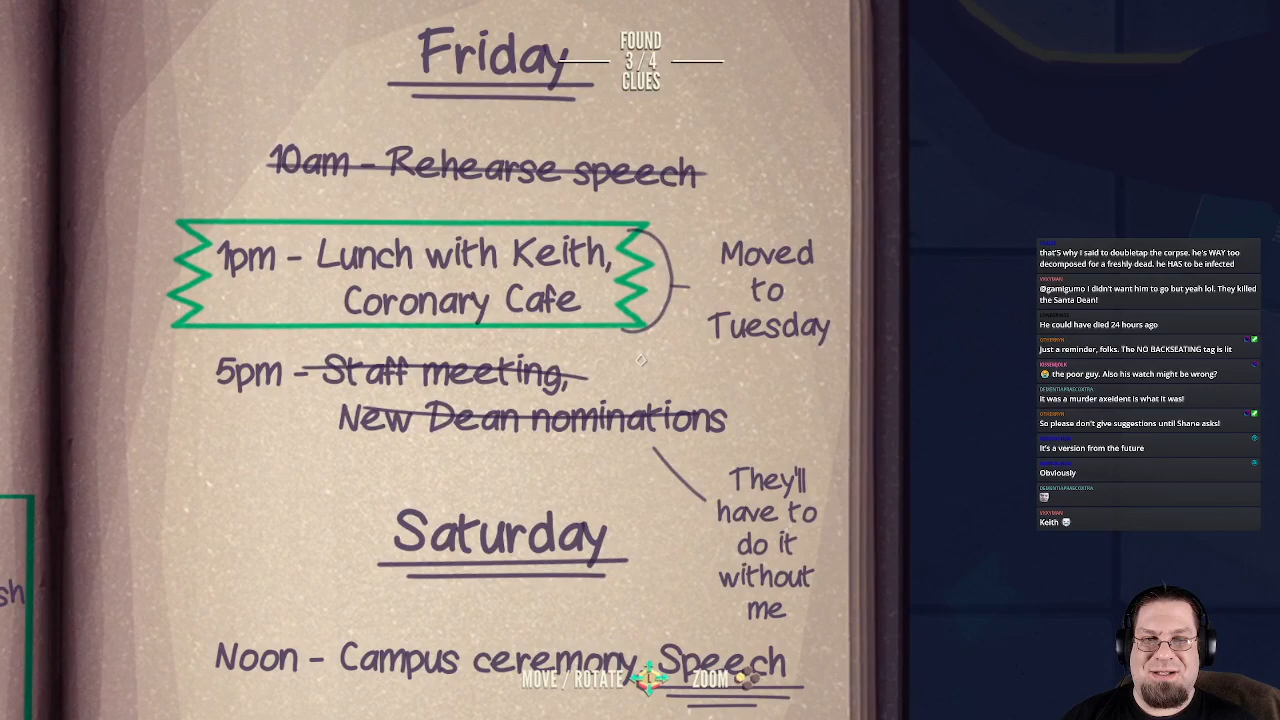 Friday
FOUND
3/4
CLUES
10am - Rehearse speech
1pm - Lunch with Keith,
Coronary Cafe
Moved
to
Tuesday
5pm - Staff meeting,
New Dean nominations
They'll
have to
do it
without
me
Saturday
Noon - Campus ceremony Speech
MOVE / ROTATE L ZOOM
sh
that'S why I said to doubletap the corpse. he's WAY too
decomposed for a freshly dead. he HAS to be infected
@gamigumo I didn't want him to go but yeah lol. They killed
the Santa Dean!
He could have died 24 hours ago
Just a reminder, folks. The NO BACKSEATING tag is lit
the poor guy. Also his watch might be wrong?
DEMENTIAPRAECOXTRA
It was a murder axeident is what it was!
So please don't give suggestions until Shane asks!
It's a version from the future
Obviously
DEMENTIAPRAECOXTRA
Keith